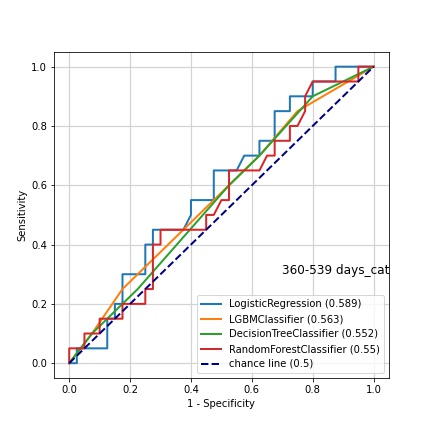 1.0
0.8
0.6
0.4
0.2
0.0
Sensitivity
360-539 days_cat
LogisticRegression (0.589)
LGBMClassifier (0.563)
DecisionTreeClassifier (0.552)
RandomForestClassifier (0.55)
chance line (0.5)
0.0 0.2 0.4 0.6 0.8 1.0
1 - Specificity